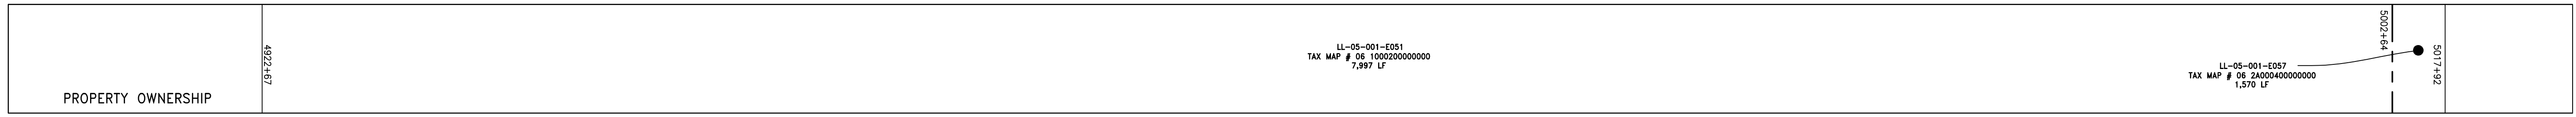 PROPERTY OWNERSHIP
4922+67
LL-05-001-E051
TAX MAP # 06 1000200000000
7,997 LF
LL-05-001-E057
TAX MAP # 06 2A000400000000
1,570 LF
5002+64
5017+92